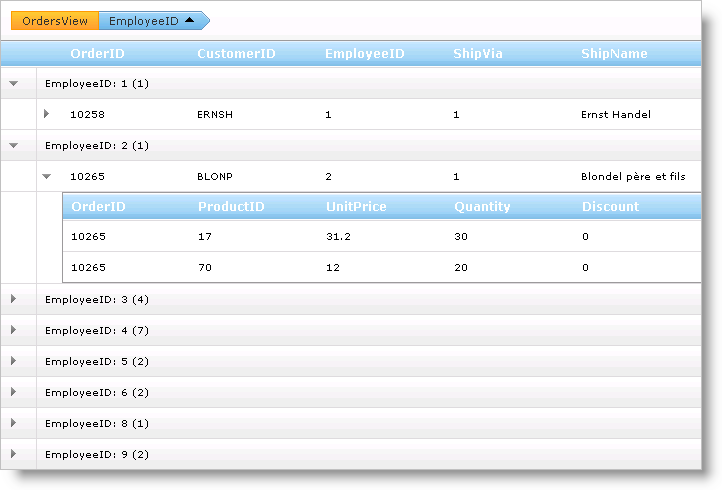 OrdersView EmployeeID
OrderID CustomerID EmployeeID ShipVia ShipName
EmployeeID: 1 (1)
10258 ERNSH 1 1 Ernst Handel
EmployeeID: 2 (1)
10265 BLONP 2 1 Blondel père et fils
OrderID ProductID UnitPrice Quantity Discount
10265 17 31.2 30 0
10265 70 12 20 0
EmployeeID: 3 (4)
EmployeeID: 4 (7)
EmployeeID: 5 (2)
EmployeeID: 6 (2)
EmployeeID: 8 (1)
EmployeeID: 9 (2)